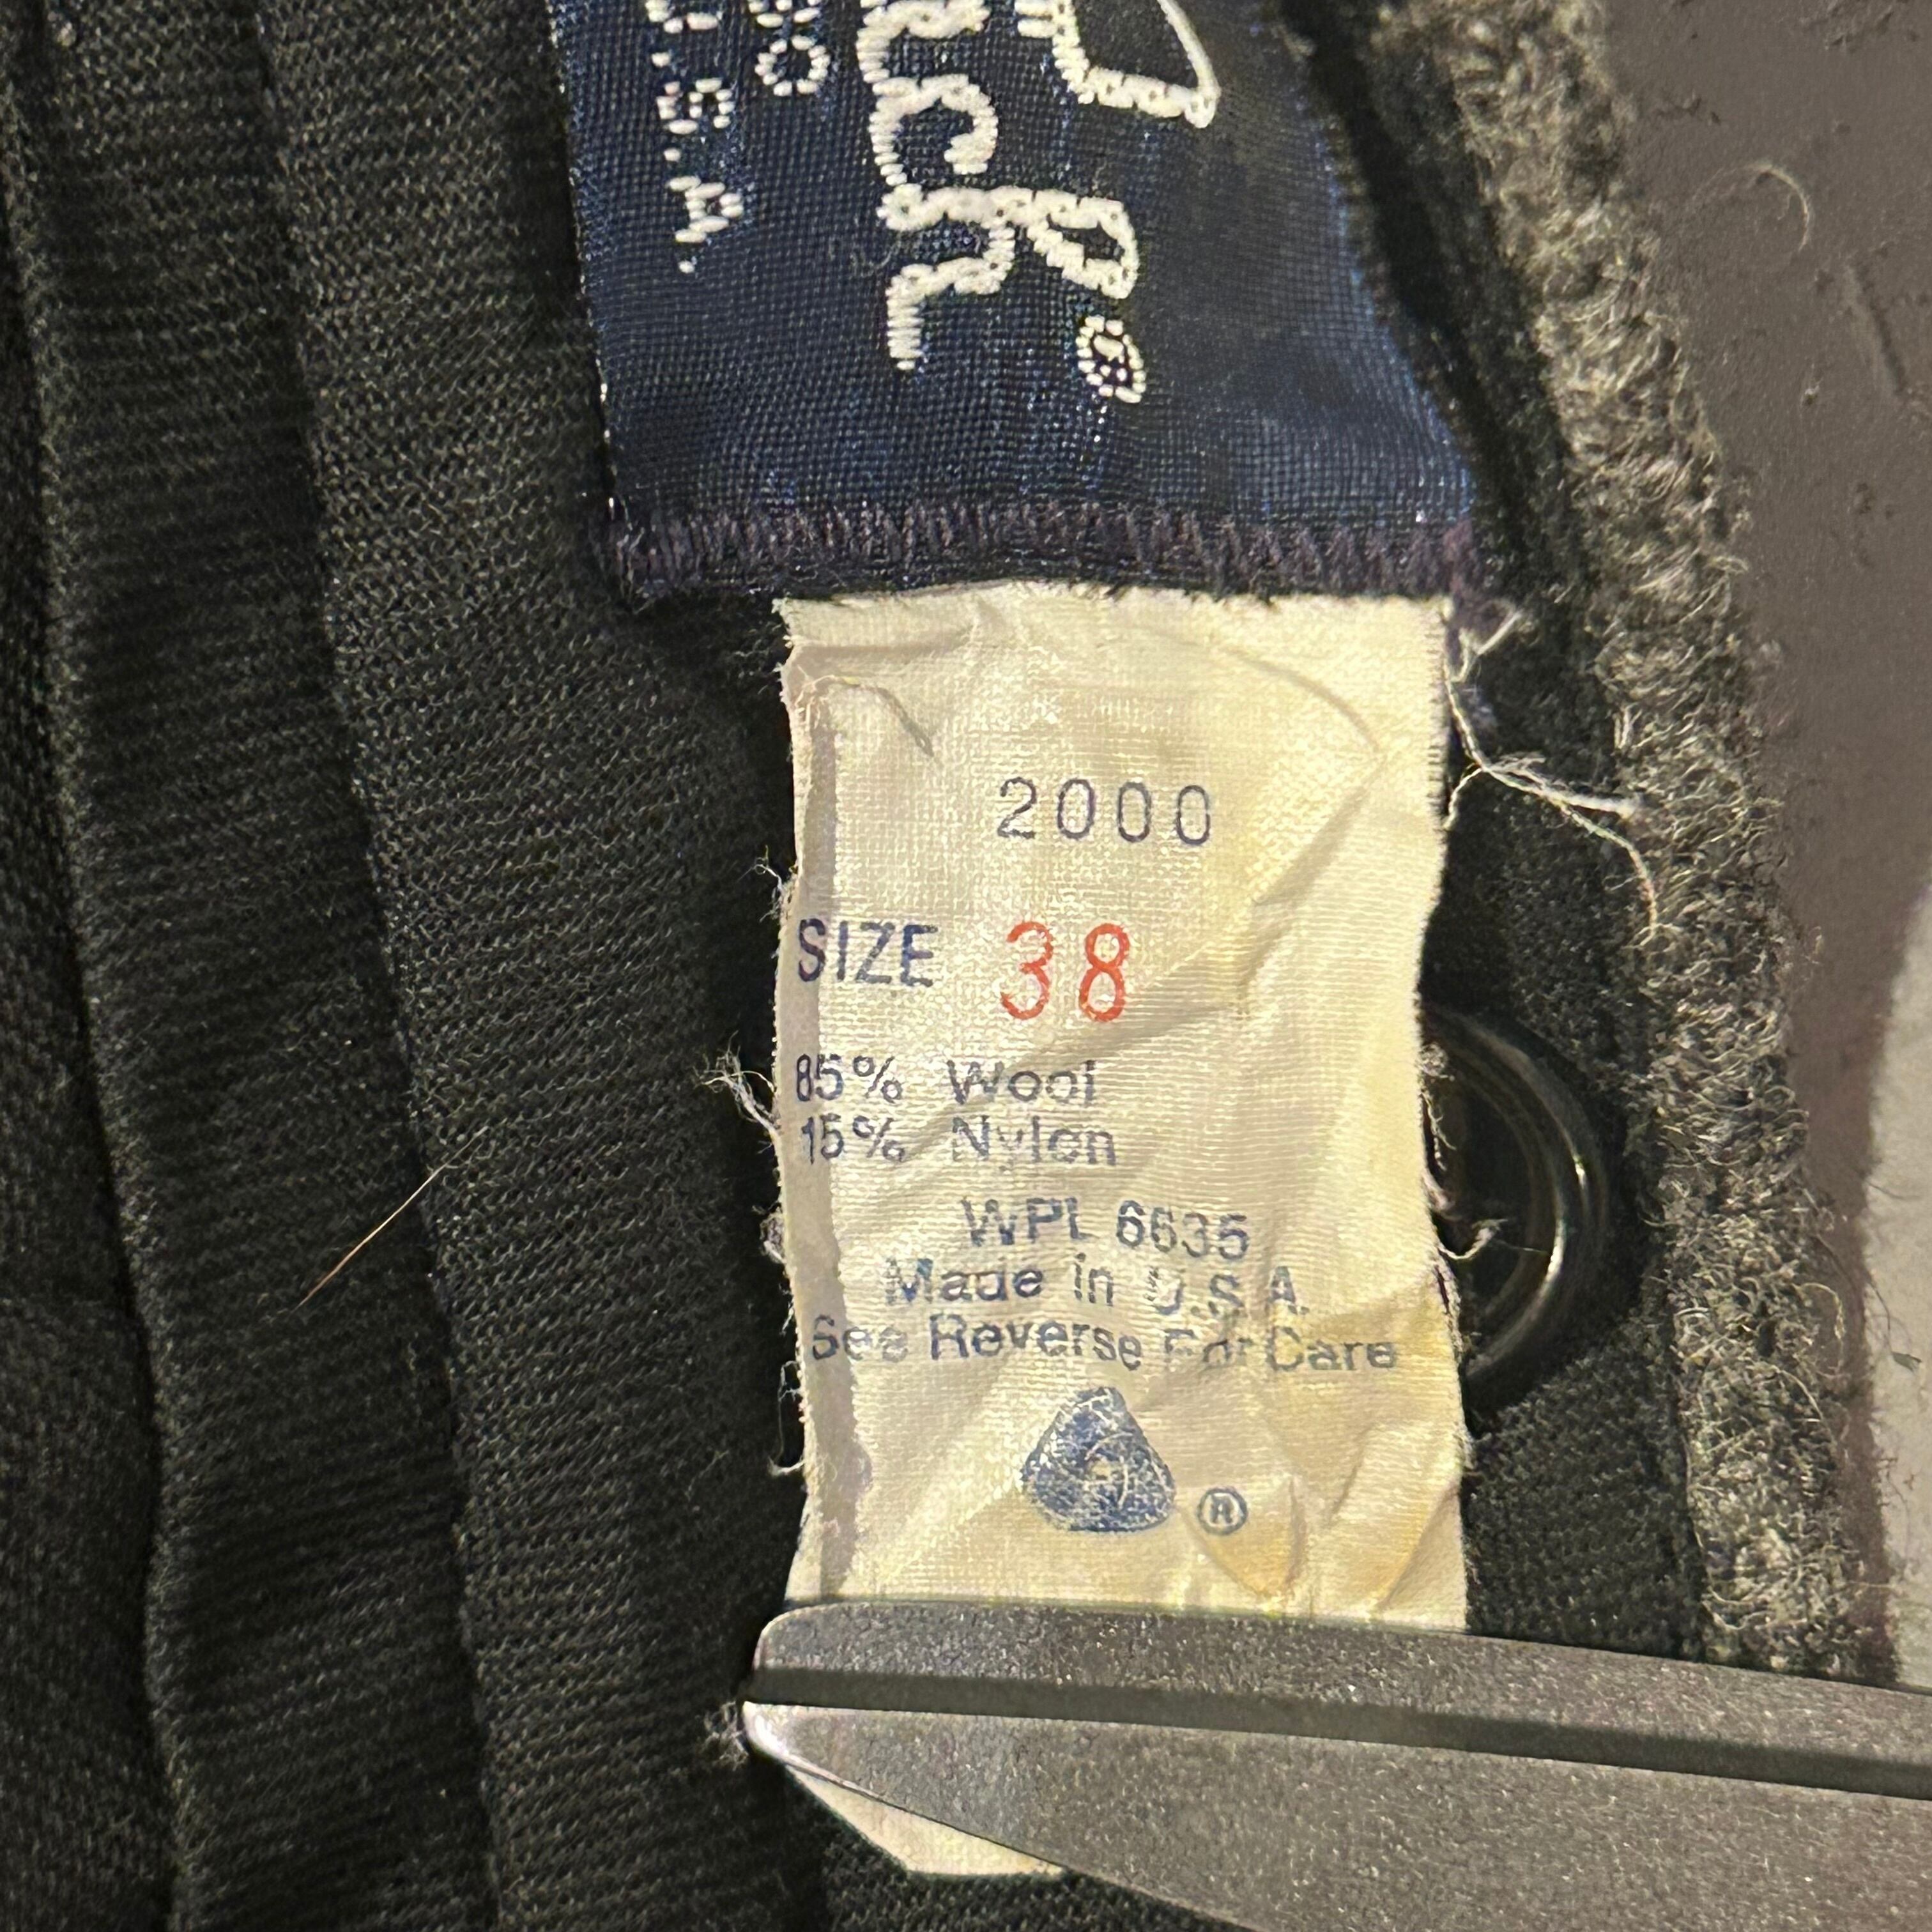 U.S.A.
2000
SIZE 38
85% Wool
15% Nylon
WPL 6635
Made in U.S.A.
See Reverse For Care
®